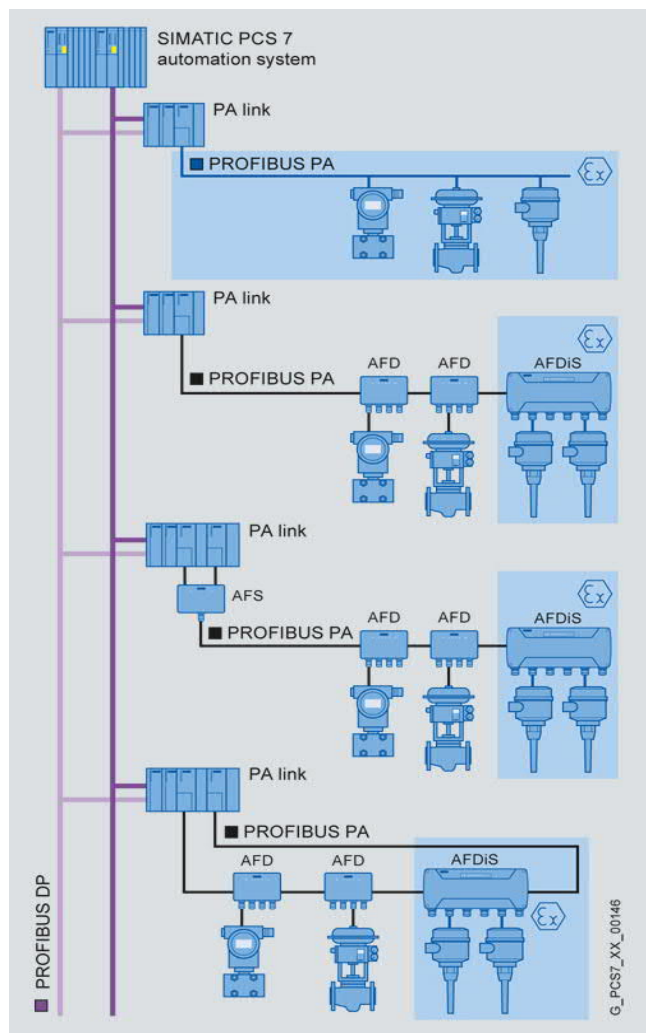 SIMATIC PCS 7
automation system
PA link
PROFIBUS PA
Ex
PA link
Ex
PROFIBUS PA
AFD
AFD
AFDiS
PA link
AFS
Ex
PROFIBUS PA
AFD
AFD
AFDiS
PA link
PROFIBUS PA
AFD
AFD
AFDiS
Ex
PROFIBUS DP
G_PCS7_XX_00146